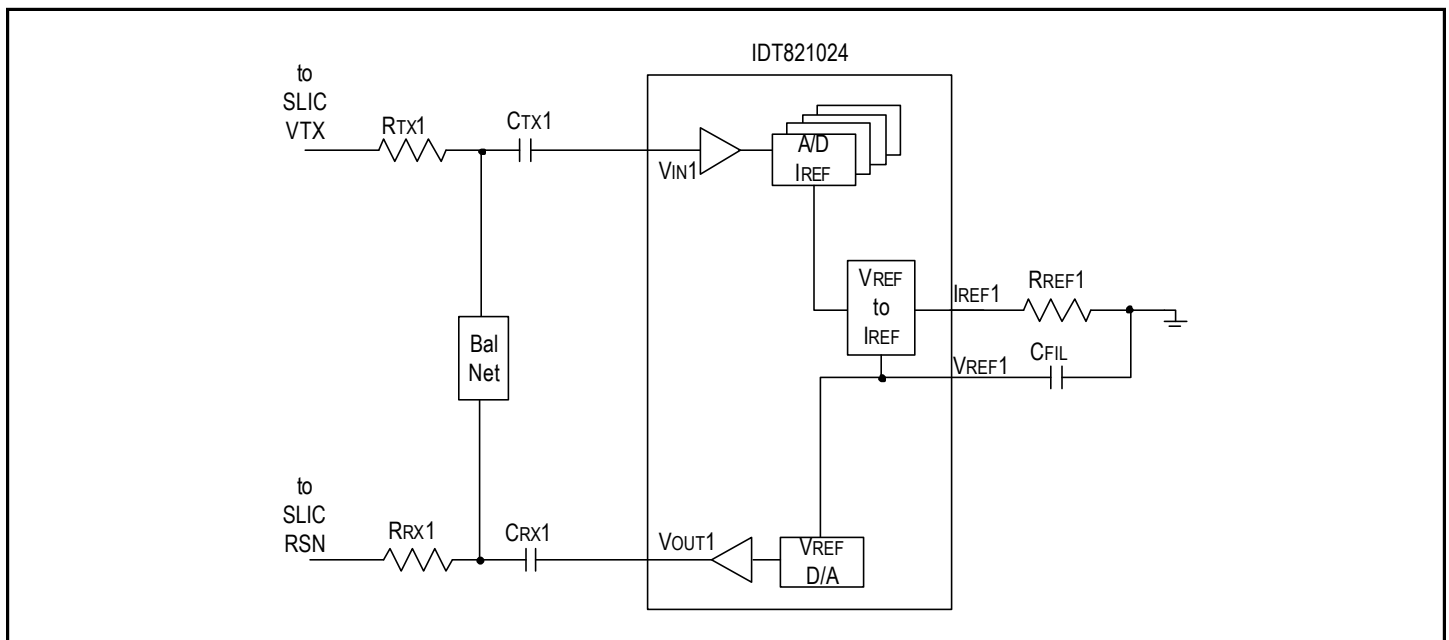 IDT821024
to
SLIC
VTX
RTX1
CTX1
VIN1
A/D
IREF
VREF
to
IREF
IREF1
RREF1
VREF1
CFIL
Bal
Net
to
SLIC
RSN
RRX1
CRX1
VOUT1
VREF
D/A